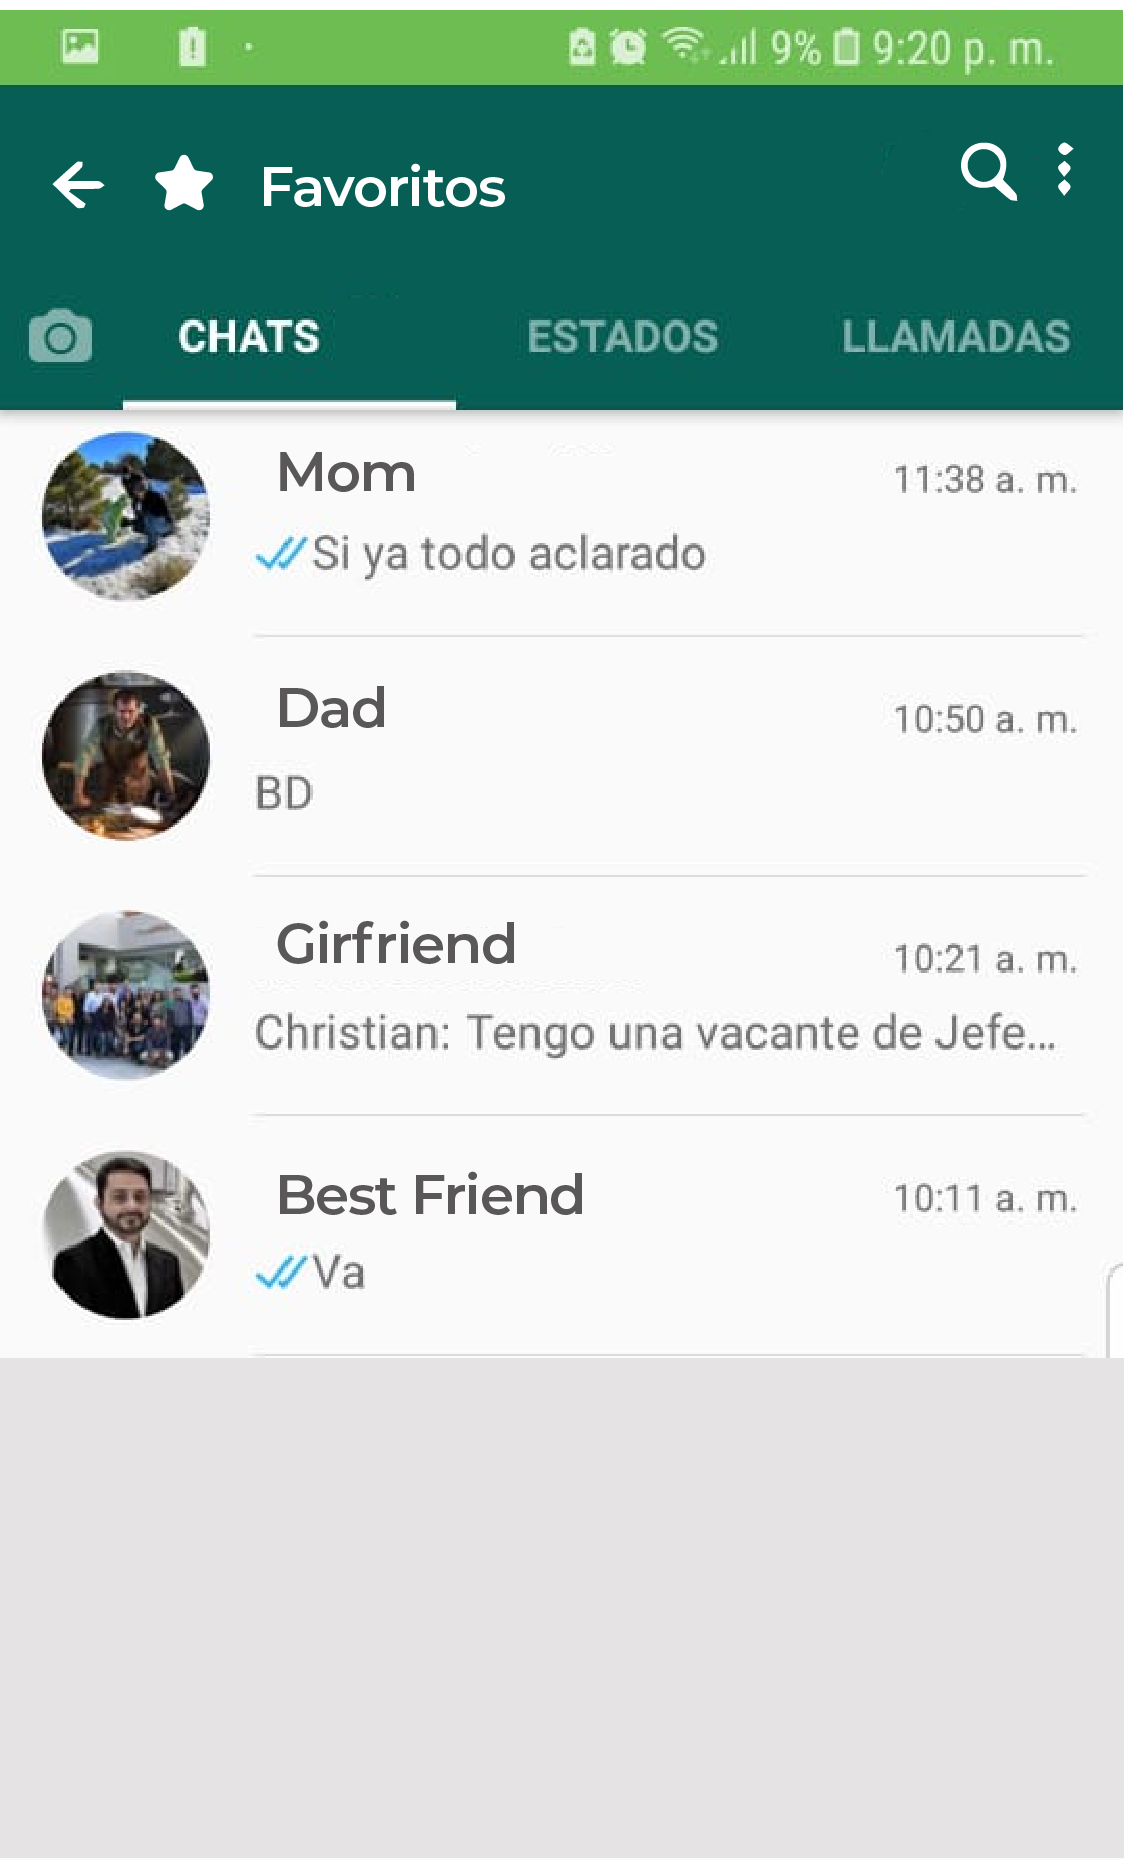 9% 9:20 p. m.
Favoritos
CHATS ESTADOS LLAMADAS
Mom 11:38 a. m.
Si ya todo aclarado
Dad 10:50 a. m.
BD
Girfriend 10:21 a. m.
Christian: Tengo una vacante de Jefe...
Best Friend 10:11 a. m.
Va